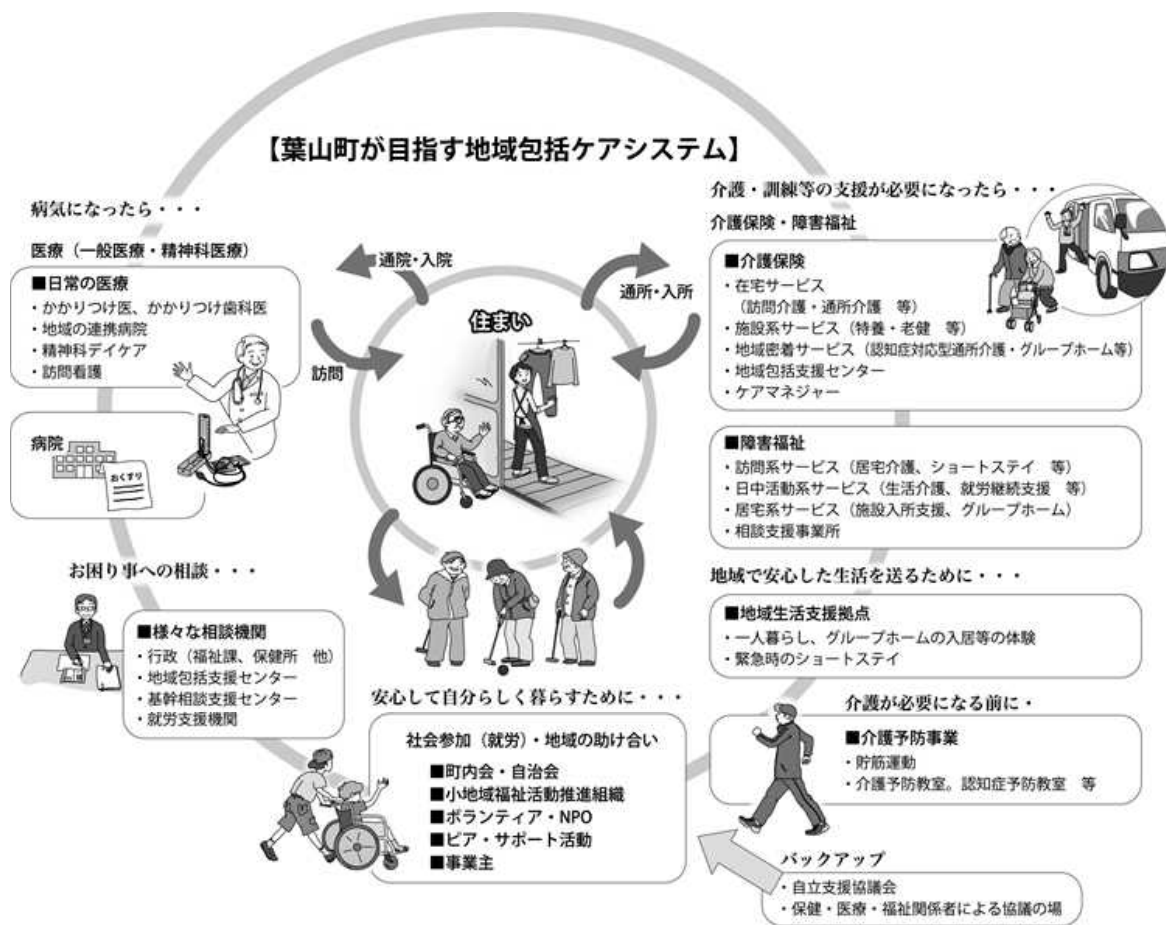 【葉山町が目指す地域包括ケアシステム】
病気になったら・・・
医療（一般医療・精神科医療）
■日常の医療
・かかりつけ医、かかりつけ歯科医
・地域の連携病院
・精神科デイケア
・訪問看護
病院
おくすり
通院・入院
訪問
住まい
通所・入所
介護・訓練等の支援が必要になったら・・・
介護保険・障害福祉
■介護保険
・在宅サービス
（訪問介護・通所介護　等）
・施設系サービス（特養・老健　等）
・地域密着サービス（認知症対応型通所介護・グループホーム等）
・地域包括支援センター
・ケアマネジャー
■障害福祉
・訪問系サービス（居宅介護、ショートステイ　等）
・日中活動系サービス（生活介護、就労継続支援　等）
・居宅系サービス（施設入所支援、グループホーム）
・相談支援事業所
お困り事への相談・・・
■様々な相談機関
・行政（福祉課、保健所　他）
・地域包括支援センター
・基幹相談支援センター
・就労支援機関
地域で安心した生活を送るために・・・
■地域生活支援拠点
・一人暮らし、グループホームの入居等の体験
・緊急時のショートステイ
安心して自分らしく暮らすために・・・
社会参加（就労）・地域の助け合い
■町内会・自治会
■小地域福祉活動推進組織
■ボランティア・NPO
■ピア・サポート活動
■事業主
介護が必要になる前に・
■介護予防事業
・貯筋運動
・介護予防教室。認知症予防教室　等
バックアップ
・自立支援協議会
・保健・医療・福祉関係者による協議の場